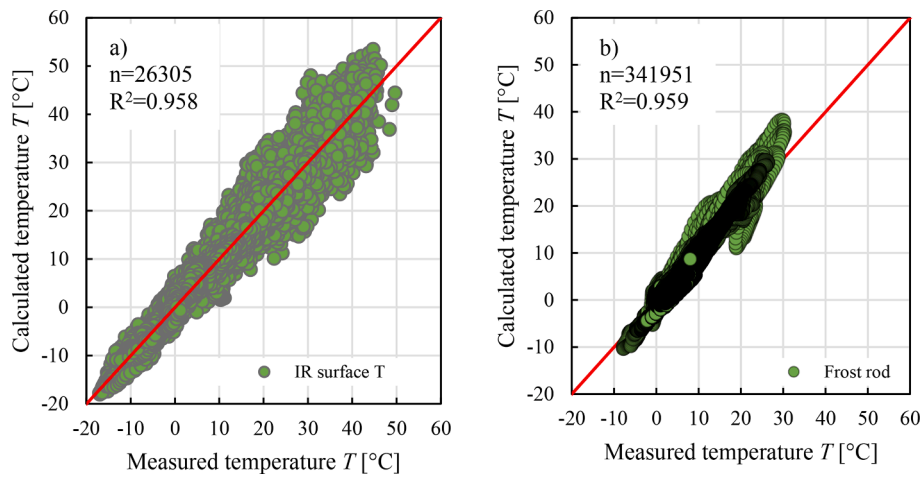 a)
n=26305
R²=0.958
60
50
40
30
20
10
0
-10
-20
-20 -10 0 10 20 30 40 50 60
Calculated temperature T [°C]
Measured temperature T [°C]
IR surface T
b)
n=341951
R²=0.959
60
50
40
30
20
10
0
-10
-20
-20 -10 0 10 20 30 40 50 60
Calculated temperature T [°C]
Measured temperature T [°C]
Frost rod